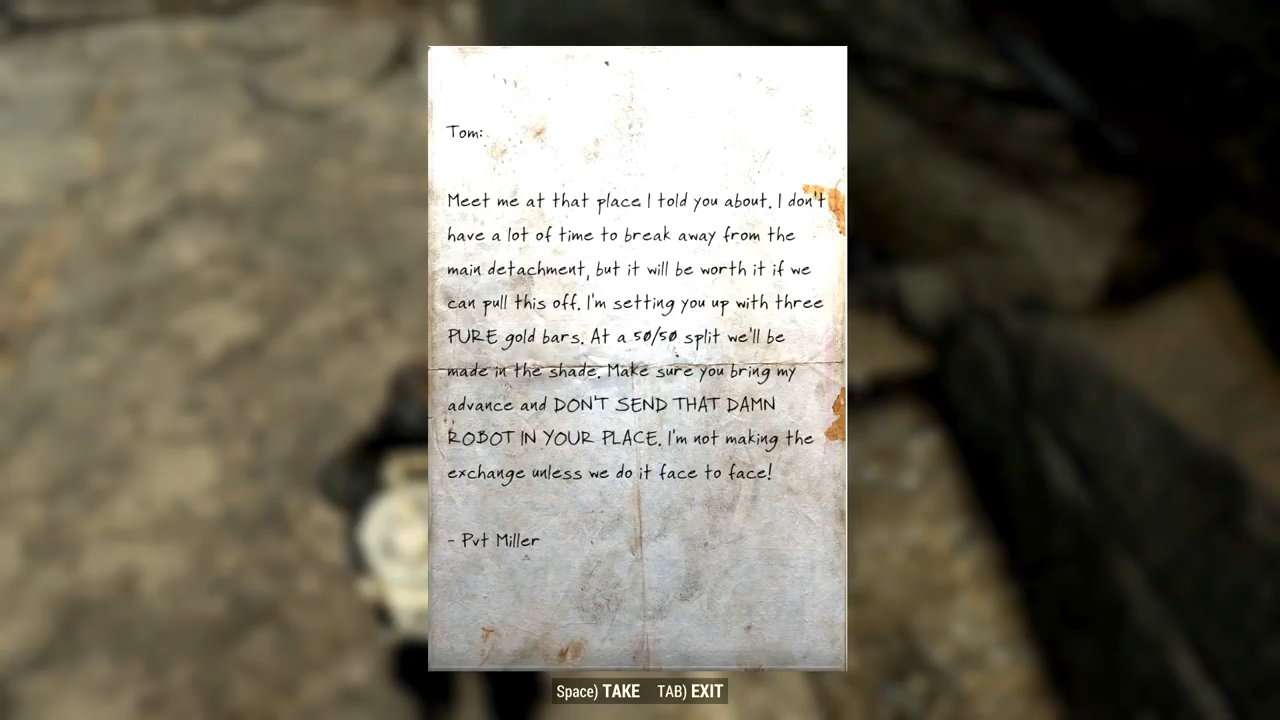 Tom:
Meet me at that place I told you about. I don't
have a lot of time to break away from the
main detachment, but it will be worth it if we
can pull this off. I'm setting you up with three
PURE gold bars. At a 50/50 split we'll be
made in the shade. Make sure you bring my
advance and DON'T SEND THAT DAMN
ROBOT IN YOUR PLACE. I'm not making the
exchange unless we do it face to face!
- Pvt Miller
Space) TAKE TAB) EXIT